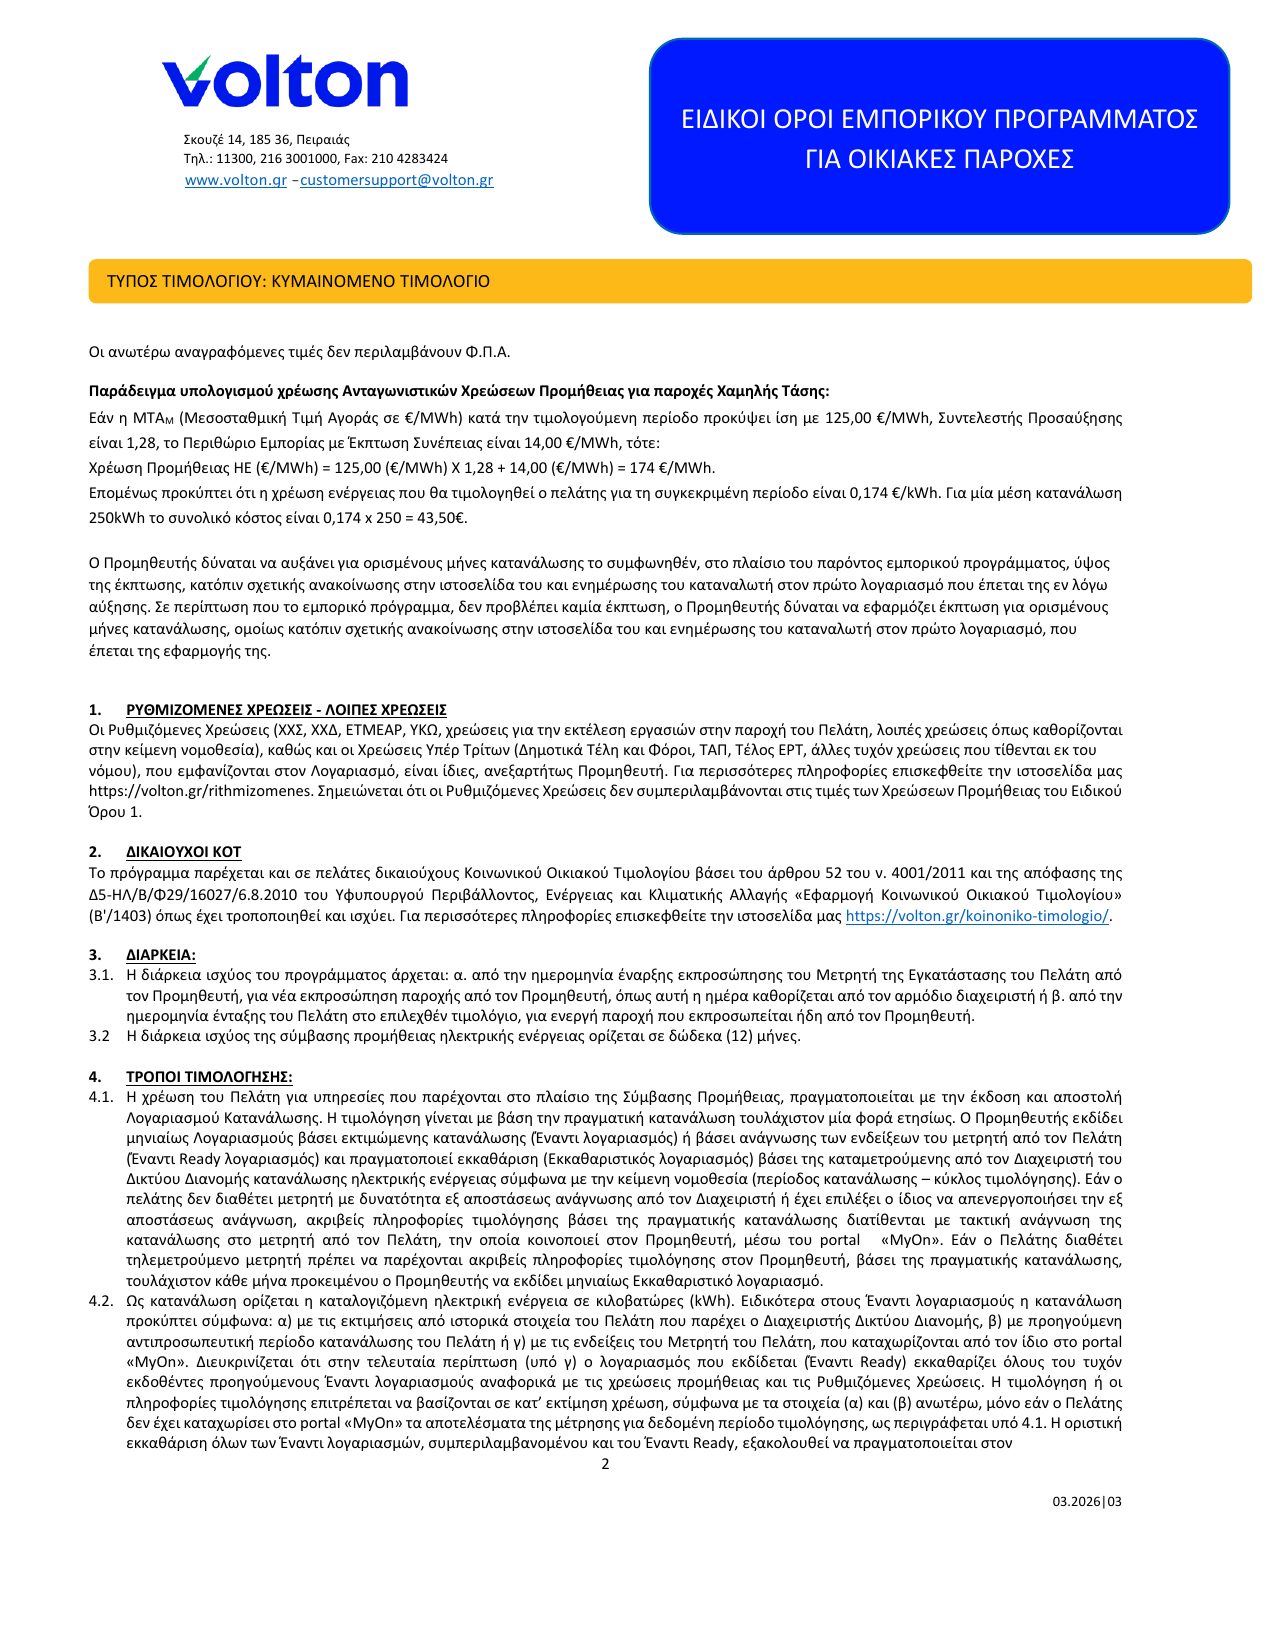 volton
Σκουζέ 14, 185 36, Πειραιάς
Τηλ.: 11300, 216 3001000, Fax: 210 4283424
www.volton.gr –customersupport@volton.gr
ΕΙΔΙΚΟΙ ΟΡΟΙ ΕΜΠΟΡΙΚΟΥ ΠΡΟΓΡΑΜΜΑΤΟΣ
ΓΙΑ ΟΙΚΙΑΚΕΣ ΠΑΡΟΧΕΣ
ΤΥΠΟΣ ΤΙΜΟΛΟΓΙΟΥ: ΚΥΜΑΙΝΟΜΕΝΟ ΤΙΜΟΛΟΓΙΟ
Οι ανωτέρω αναγραφόμενες τιμές δεν περιλαμβάνουν Φ.Π.Α.
Παράδειγμα υπολογισμού χρέωσης Ανταγωνιστικών Χρεώσεων Προμήθειας για παροχές Χαμηλής Τάσης:
Εάν η ΜΤΑΜ (Μεσοσταθμική Τιμή Αγοράς σε €/MWh) κατά την τιμολογούμενη περίοδο προκύψει ίση με 125,00 €/MWh, Συντελεστής Προσαύξησης
είναι 1,28, το Περιθώριο Εμπορίας με Έκπτωση Συνέπειας είναι 14,00 €/MWh, τότε:
Χρέωση Προμήθειας ΗΕ (€/MWh) = 125,00 (€/MWh) Χ 1,28 + 14,00 (€/MWh) = 174 €/MWh.
Επομένως προκύπτει ότι η χρέωση ενέργειας που θα τιμολογηθεί ο πελάτης για τη συγκεκριμένη περίοδο είναι 0,174 €/kWh. Για μία μέση κατανάλωση
250kWh το συνολικό κόστος είναι 0,174 x 250 = 43,50€.
Ο Προμηθευτής δύναται να αυξάνει για ορισμένους μήνες κατανάλωσης το συμφωνηθέν, στο πλαίσιο του παρόντος εμπορικού προγράμματος, ύψος
της έκπτωσης, κατόπιν σχετικής ανακοίνωσης στην ιστοσελίδα του και ενημέρωσης του καταναλωτή στον πρώτο λογαριασμό που έπεται της εν λόγω
αύξησης. Σε περίπτωση που το εμπορικό πρόγραμμα, δεν προβλέπει καμία έκπτωση, ο Προμηθευτής δύναται να εφαρμόζει έκπτωση για ορισμένους
μήνες κατανάλωσης, ομοίως κατόπιν σχετικής ανακοίνωσης στην ιστοσελίδα του και ενημέρωσης του καταναλωτή στον πρώτο λογαριασμό, που
έπεται της εφαρμογής της.
1. ΡΥΘΜΙΖΟΜΕΝΕΣ ΧΡΕΩΣΕΙΣ - ΛΟΙΠΕΣ ΧΡΕΩΣΕΙΣ
Οι Ρυθμιζόμενες Χρεώσεις (ΧΧΣ, ΧΧΔ, ΕΤΜΕΑΡ, ΥΚΩ, χρεώσεις για την εκτέλεση εργασιών στην παροχή του Πελάτη, λοιπές χρεώσεις όπως καθορίζονται
στην κείμενη νομοθεσία), καθώς και οι Χρεώσεις Υπέρ Τρίτων (Δημοτικά Τέλη και Φόροι, ΤΑΠ, Τέλος ΕΡΤ, άλλες τυχόν χρεώσεις που τίθενται εκ του
νόμου), που εμφανίζονται στον Λογαριασμό, είναι ίδιες, ανεξαρτήτως Προμηθευτή. Για περισσότερες πληροφορίες επισκεφθείτε την ιστοσελίδα μας
https://volton.gr/rithmizomenes. Σημειώνεται ότι οι Ρυθμιζόμενες Χρεώσεις δεν συμπεριλαμβάνονται στις τιμές των Χρεώσεων Προμήθειας του Ειδικού
Όρου 1.
2. ΔΙΚΑΙΟΥΧΟΙ ΚΟΤ
Το πρόγραμμα παρέχεται και σε πελάτες δικαιούχους Κοινωνικού Οικιακού Τιμολογίου βάσει του άρθρου 52 του ν. 4001/2011 και της απόφασης της
Δ5-ΗΛ/Β/Φ29/16027/6.8.2010 του Υφυπουργού Περιβάλλοντος, Ενέργειας και Κλιματικής Αλλαγής «Εφαρμογή Κοινωνικού Οικιακού Τιμολογίου»
(Β'/1403) όπως έχει τροποποιηθεί και ισχύει. Για περισσότερες πληροφορίες επισκεφθείτε την ιστοσελίδα μας https://volton.gr/koinoniko-timologio/.
3. ΔΙΑΡΚΕΙΑ:
3.1. Η διάρκεια ισχύος του προγράμματος άρχεται: α. από την ημερομηνία έναρξης εκπροσώπησης του Μετρητή της Εγκατάστασης του Πελάτη από
τον Προμηθευτή, για νέα εκπροσώπηση παροχής από τον Προμηθευτή, όπως αυτή η ημέρα καθορίζεται από τον αρμόδιο διαχειριστή ή β. από την
ημερομηνία ένταξης του Πελάτη στο επιλεχθέν τιμολόγιο, για ενεργή παροχή που εκπροσωπείται ήδη από τον Προμηθευτή.
3.2 Η διάρκεια ισχύος της σύμβασης προμήθειας ηλεκτρικής ενέργειας ορίζεται σε δώδεκα (12) μήνες.
4. ΤΡΟΠΟΙ ΤΙΜΟΛΟΓΗΣΗΣ:
4.1. Η χρέωση του Πελάτη για υπηρεσίες που παρέχονται στο πλαίσιο της Σύμβασης Προμήθειας, πραγματοποιείται με την έκδοση και αποστολή
Λογαριασμού Κατανάλωσης. Η τιμολόγηση γίνεται με βάση την πραγματική κατανάλωση τουλάχιστον μία φορά ετησίως. Ο Προμηθευτής εκδίδει
μηνιαίως Λογαριασμούς βάσει εκτιμώμενης κατανάλωσης (Έναντι λογαριασμός) ή βάσει ανάγνωσης των ενδείξεων του μετρητή από τον Πελάτη
(Έναντι Ready λογαριασμός) και πραγματοποιεί εκκαθάριση (Εκκαθαριστικός λογαριασμός) βάσει της καταμετρούμενης από τον Διαχειριστή του
Δικτύου Διανομής κατανάλωσης ηλεκτρικής ενέργειας σύμφωνα με την κείμενη νομοθεσία (περίοδος κατανάλωσης – κύκλος τιμολόγησης). Εάν ο
πελάτης δεν διαθέτει μετρητή με δυνατότητα εξ αποστάσεως ανάγνωσης από τον Διαχειριστή ή έχει επιλέξει ο ίδιος να απενεργοποιήσει την εξ
αποστάσεως ανάγνωση, ακριβείς πληροφορίες τιμολόγησης βάσει της πραγματικής κατανάλωσης διατίθενται με τακτική ανάγνωση της
κατανάλωσης στο μετρητή από τον Πελάτη, την οποία κοινοποιεί στον Προμηθευτή, μέσω του portal «MyOn». Εάν ο Πελάτης διαθέτει
τηλεμετρούμενο μετρητή πρέπει να παρέχονται ακριβείς πληροφορίες τιμολόγησης στον Προμηθευτή, βάσει της πραγματικής κατανάλωσης,
τουλάχιστον κάθε μήνα προκειμένου ο Προμηθευτής να εκδίδει μηνιαίως Εκκαθαριστικό λογαριασμό.
4.2. Ως κατανάλωση ορίζεται η καταλογιζόμενη ηλεκτρική ενέργεια σε κιλοβατώρες (kWh). Ειδικότερα στους Έναντι λογαριασμούς η κατανάλωση
προκύπτει σύμφωνα: α) με τις εκτιμήσεις από ιστορικά στοιχεία του Πελάτη που παρέχει ο Διαχειριστής Δικτύου Διανομής, β) με προηγούμενη
αντιπροσωπευτική περίοδο κατανάλωσης του Πελάτη ή γ) με τις ενδείξεις του Μετρητή του Πελάτη, που καταχωρίζονται από τον ίδιο στο portal
«MyOn». Διευκρινίζεται ότι στην τελευταία περίπτωση (υπό γ) ο λογαριασμός που εκδίδεται (Έναντι Ready) εκκαθαρίζει όλους του τυχόν
εκδοθέντες προηγούμενους Έναντι λογαριασμούς αναφορικά με τις χρεώσεις προμήθειας και τις Ρυθμιζόμενες Χρεώσεις. Η τιμολόγηση ή οι
πληροφορίες τιμολόγησης επιτρέπεται να βασίζονται σε κατ’ εκτίμηση χρέωση, σύμφωνα με τα στοιχεία (α) και (β) ανωτέρω, μόνο εάν ο Πελάτης
δεν έχει καταχωρίσει στο portal «MyOn» τα αποτελέσματα της μέτρησης για δεδομένη περίοδο τιμολόγησης, ως περιγράφεται υπό 4.1. Η οριστική
εκκαθάριση όλων των Έναντι λογαριασμών, συμπεριλαμβανομένου και του Έναντι Ready, εξακολουθεί να πραγματοποιείται στον
2
03.2026|03